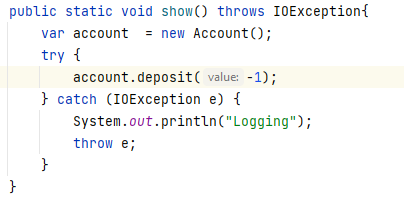 public static void show() throws IOException{
    var account  = new Account();
    try {
        account.deposit( value: -1);
    } catch (IOException e) {
        System.out.println("Logging");
        throw e;
    }
}